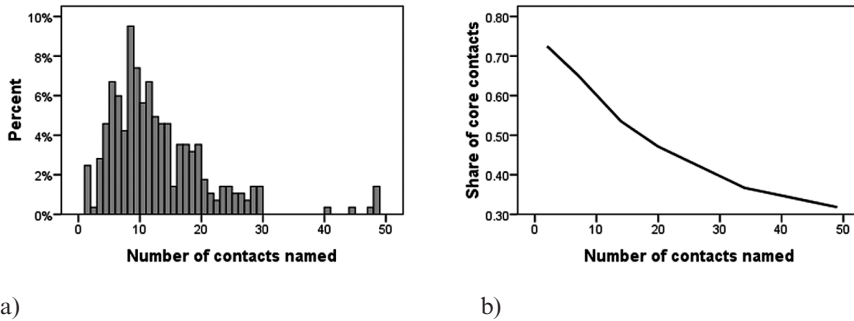 10%
8%
6%
4%
2%
0%
Percent
0 10 20 30 40 50
Number of contacts named
a)
0.80
0.70
0.60
0.50
0.40
0.30
Share of core contacts
0 10 20 30 40 50
Number of contacts named
b)